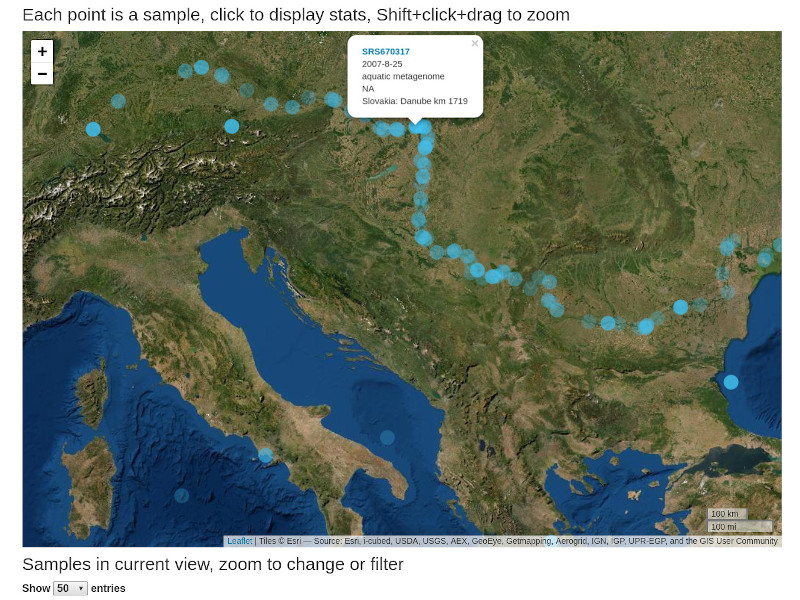 Each point is a sample, click to display stats, Shift+click+drag to zoom
+
−
×
SRS670317
2007-8-25
aquatic metagenome
NA
Slovakia: Danube km 1719
100 km
100 mi
Leaflet | Tiles © Esri — Source: Esri, i-cubed, USDA, USGS, AEX, GeoEye, Getmapping, Aerogrid, IGN, IGP, UPR-EGP, and the GIS User Community
Samples in current view, zoom to change or filter
Show 50 entries